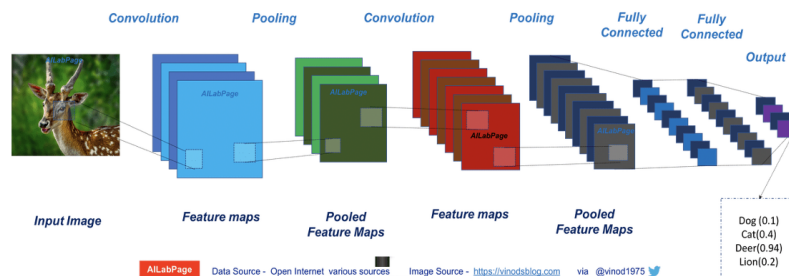 Convolution Pooling Convolution Pooling Fully Connected Fully Connected Output
AILabPage
AILabPage
AILabPage
AILabPage
AILabPage
Input Image
Feature maps
Pooled
Feature Maps
Feature maps
Pooled
Feature Maps
Dog (0.1)
Cat(0.4)
Deer(0.94)
Lion(0.2)
AILabPage Data Source - Open Internet various sources Image Source - https://vinodsblog.com via @vinod1975